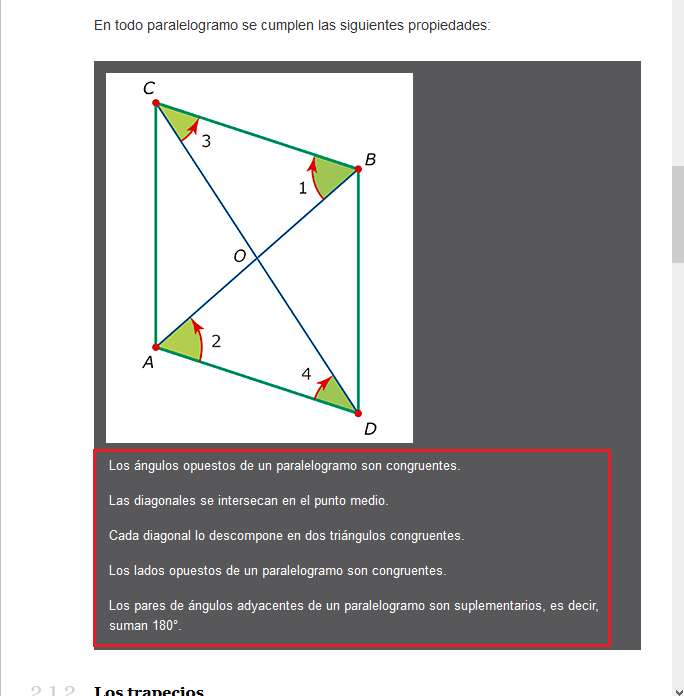 En todo paralelogramo se cumplen las siguientes propiedades:
C
3
B
1
O
2
A
4
D
Los ángulos opuestos de un paralelogramo son congruentes.
Las diagonales se intersecan en el punto medio.
Cada diagonal lo descompone en dos triángulos congruentes.
Los lados opuestos de un paralelogramo son congruentes.
Los pares de ángulos adyacentes de un paralelogramo son suplementarios, es decir,
suman 180°.
2.1.2 Los trapecios